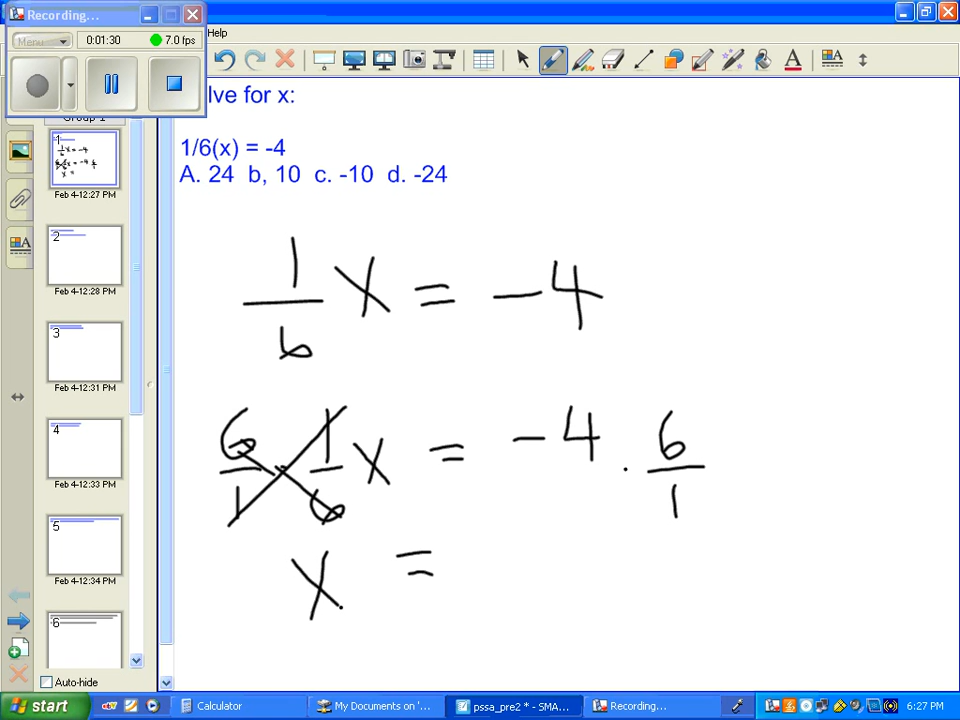 Recording...
Menu
0:01:30
7.0 fps
Help
lve for x:
1/6(x) = -4
A. 24 b, 10 c. -10 d. -24
Group 1
1
Feb 4-12:27 PM
2
Feb 4-12:28 PM
3
Feb 4-12:31 PM
4
Feb 4-12:33 PM
5
Feb 4-12:34 PM
6
Auto-hide
1/6 x = -4
6/1 1/6 x = -4 . 6/1
x =
start
Calculator
My Documents on '...
pssa_pre2 * - SMA...
Recording...
6:27 PM